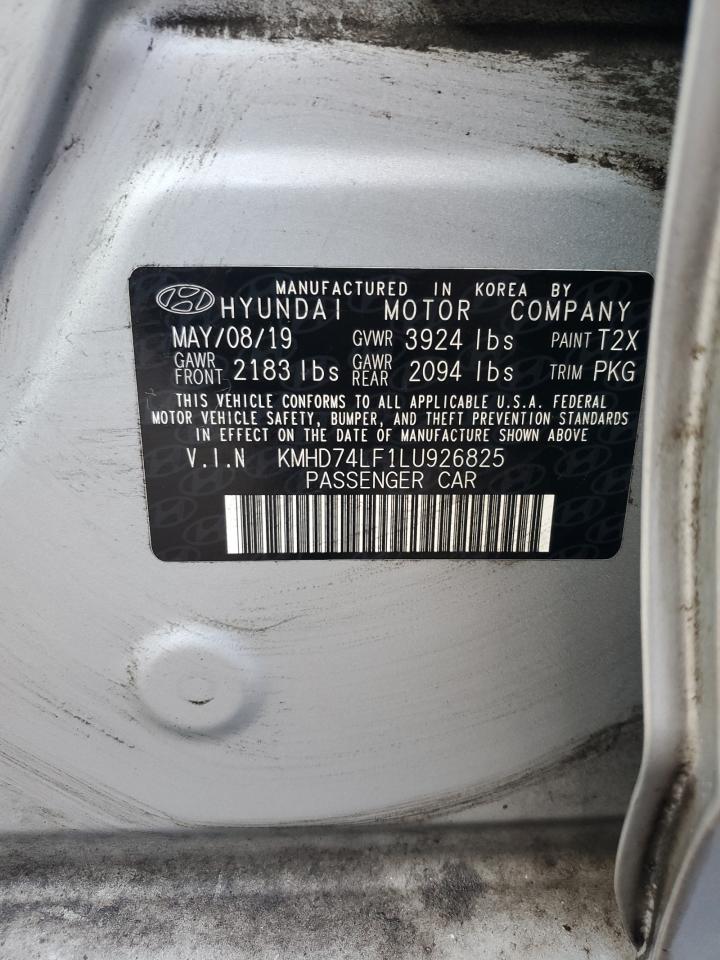 MANUFACTURED IN KOREA BY
HYUNDAI MOTOR COMPANY
MAY/08/19 GVWR 3924 lbs PAINT T2X
GAWR FRONT 2183 lbs GAWR REAR 2094 lbs TRIM PKG
THIS VEHICLE CONFORMS TO ALL APPLICABLE U.S.A. FEDERAL
MOTOR VEHICLE SAFETY, BUMPER, AND THEFT PREVENTION STANDARDS
IN EFFECT ON THE DATE OF MANUFACTURE SHOWN ABOVE
V.I.N KMHD74LF1LU926825
PASSENGER CAR